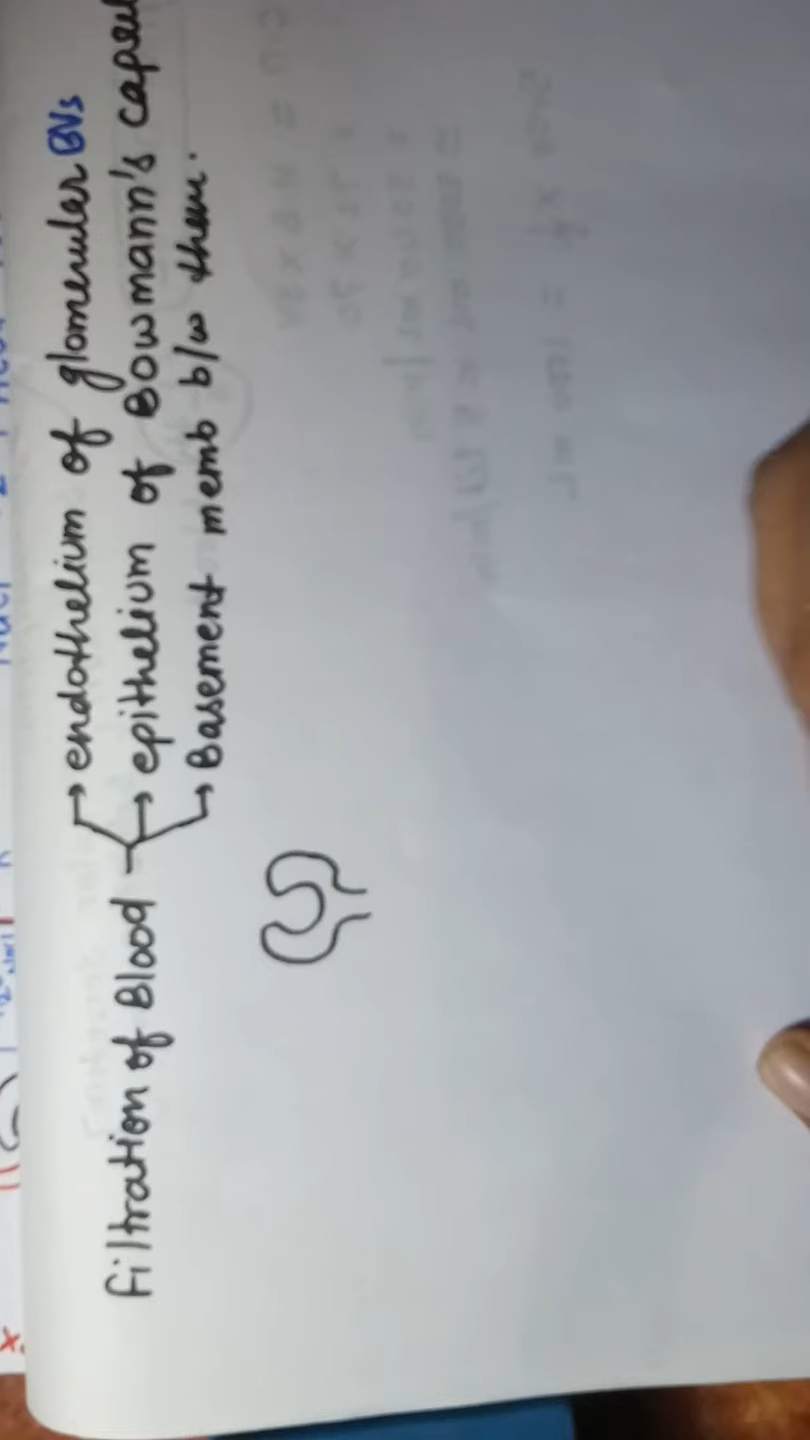 → endothelium of glomerular BVs
Filtration of Blood → epithelium of Bowmann's
→ Basement memb b/w them.